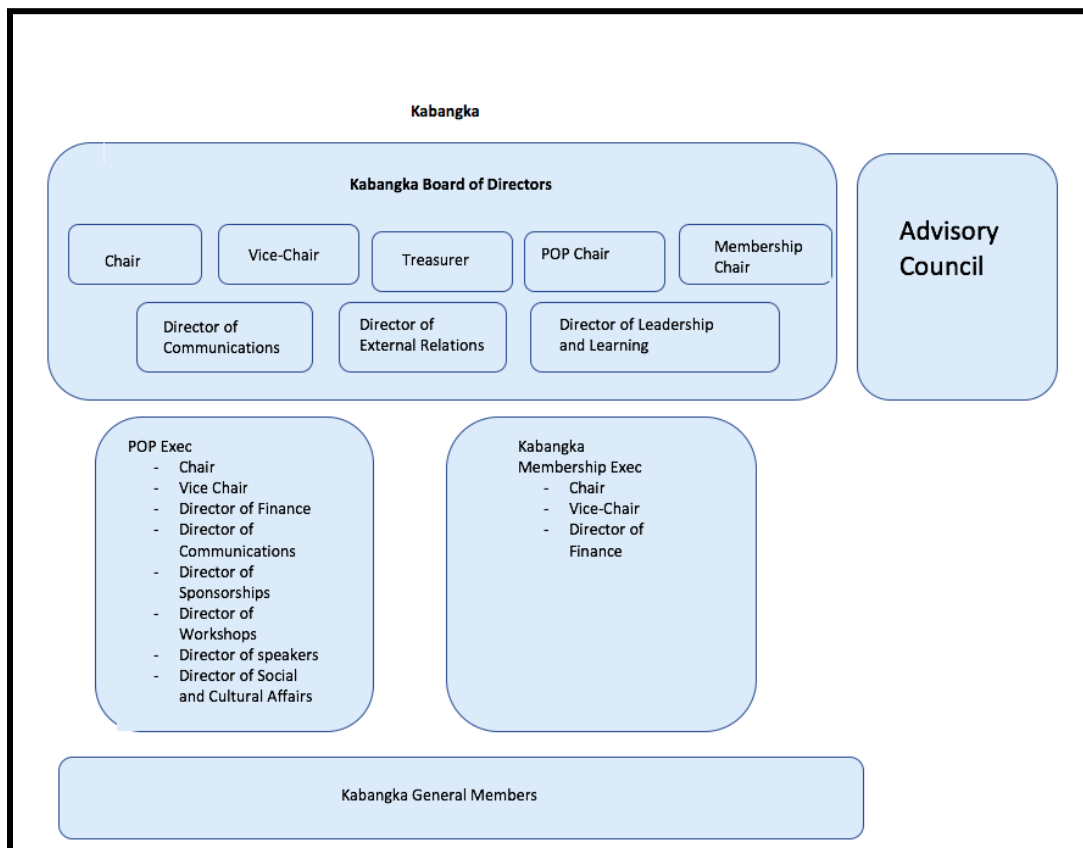 Kabangka
Kabangka Board of Directors
Chair
Vice-Chair
Treasurer
POP Chair
Membership
Chair
Director of
Communications
Director of
External Relations
Director of Leadership
and Learning
Advisory
Council
POP Exec
- Chair
- Vice Chair
- Director of Finance
- Director of
Communications
- Director of
Sponsorships
- Director of
Workshops
- Director of speakers
- Director of Social
and Cultural Affairs
Kabangka
Membership Exec
- Chair
- Vice-Chair
- Director of
Finance
Kabangka General Members